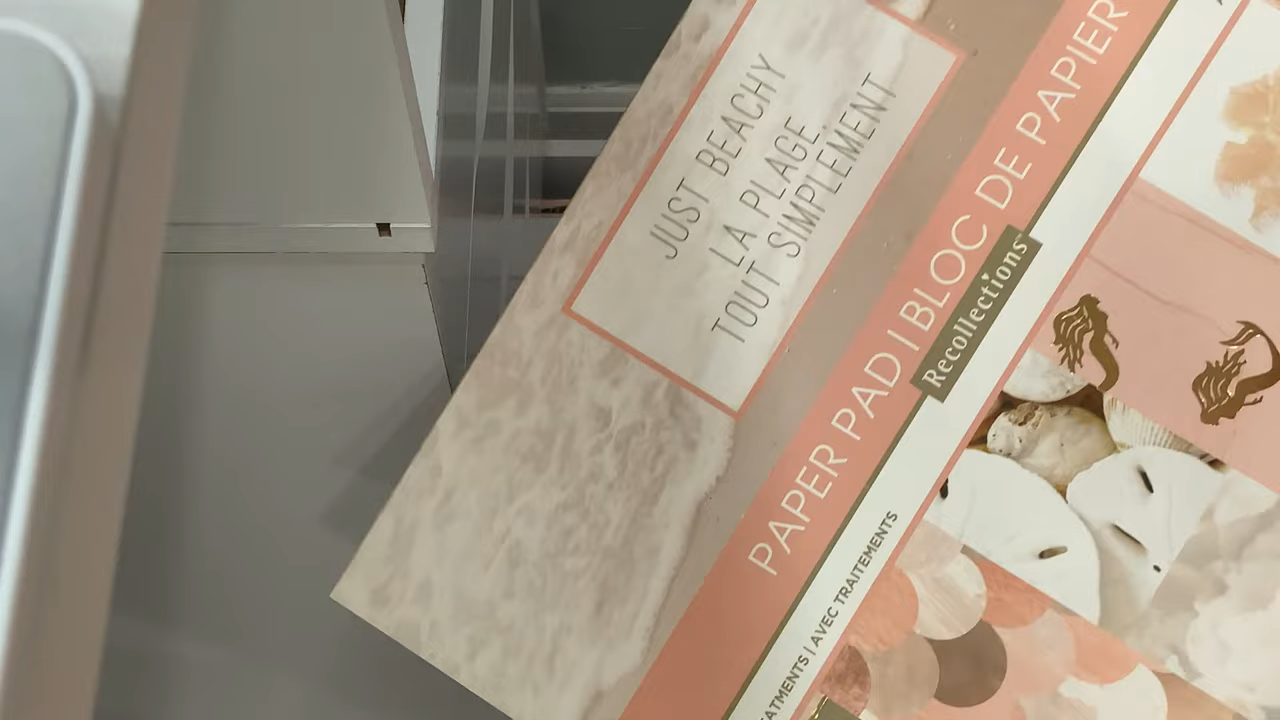 JUST BEACHY
LA PLAGE,
TOUT SIMPLEMENT
PAPER PAD | BLOC DE PAPIER
Recollections
| AVEC TRAITEMENTS